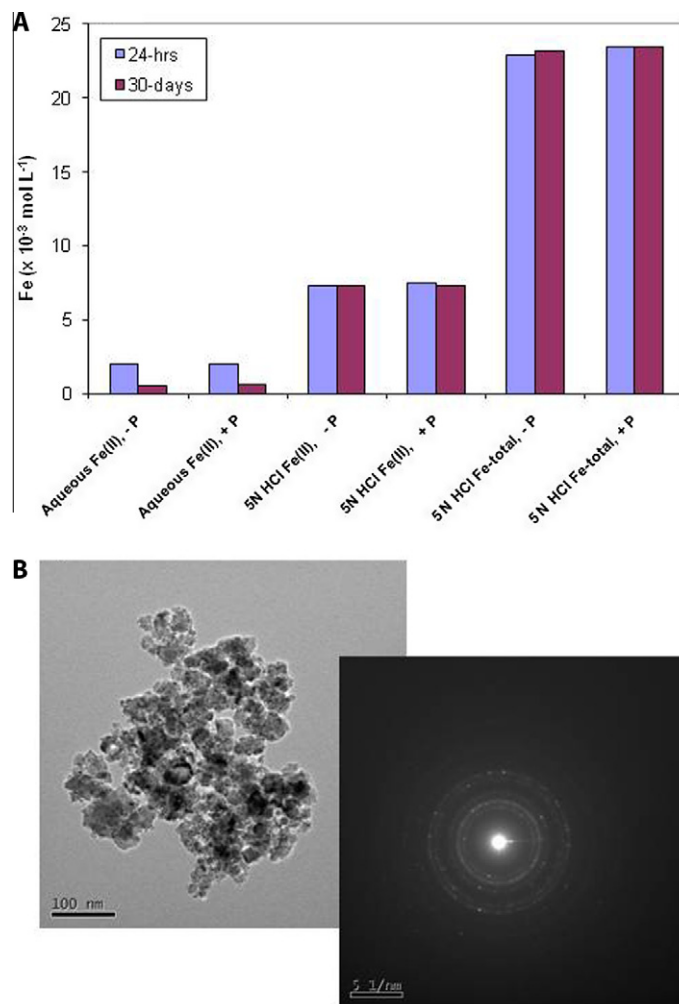 A
24-hrs
30-days
Fe (x 10⁻³ mol L⁻¹)
25
20
15
10
5
0
Aqueous Fe(II), - P
Aqueous Fe(II), + P
5N HCl Fe(II), - P
5N HCl Fe(II), + P
5N HCl Fe-total, - P
5N HCl Fe-total, + P
B
100 nm
5 1/nm